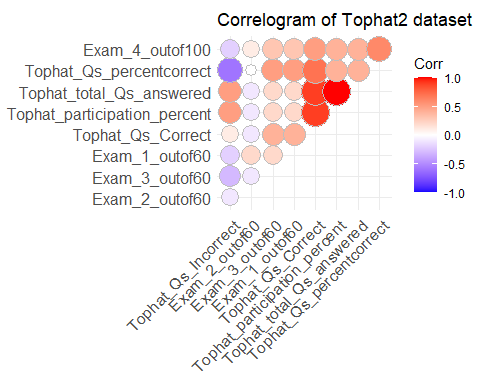 Correlogram of Tophat2 dataset
Exam_4_outof100
Tophat_Qs_percentcorrect
Tophat_total_Qs_answered
Tophat_participation_percent
Tophat_Qs_Correct
Exam_1_outof60
Exam_3_outof60
Exam_2_outof60
Corr
1.0
0.5
0.0
-0.5
-1.0
Tophat_Qs_Incorrect
Exam_2_outof60
Exam_3_outof60
Exam_1_outof60
Tophat_Qs_Correct
Tophat_participation_percent
Tophat_total_Qs_answered
Tophat_Qs_percentcorrect